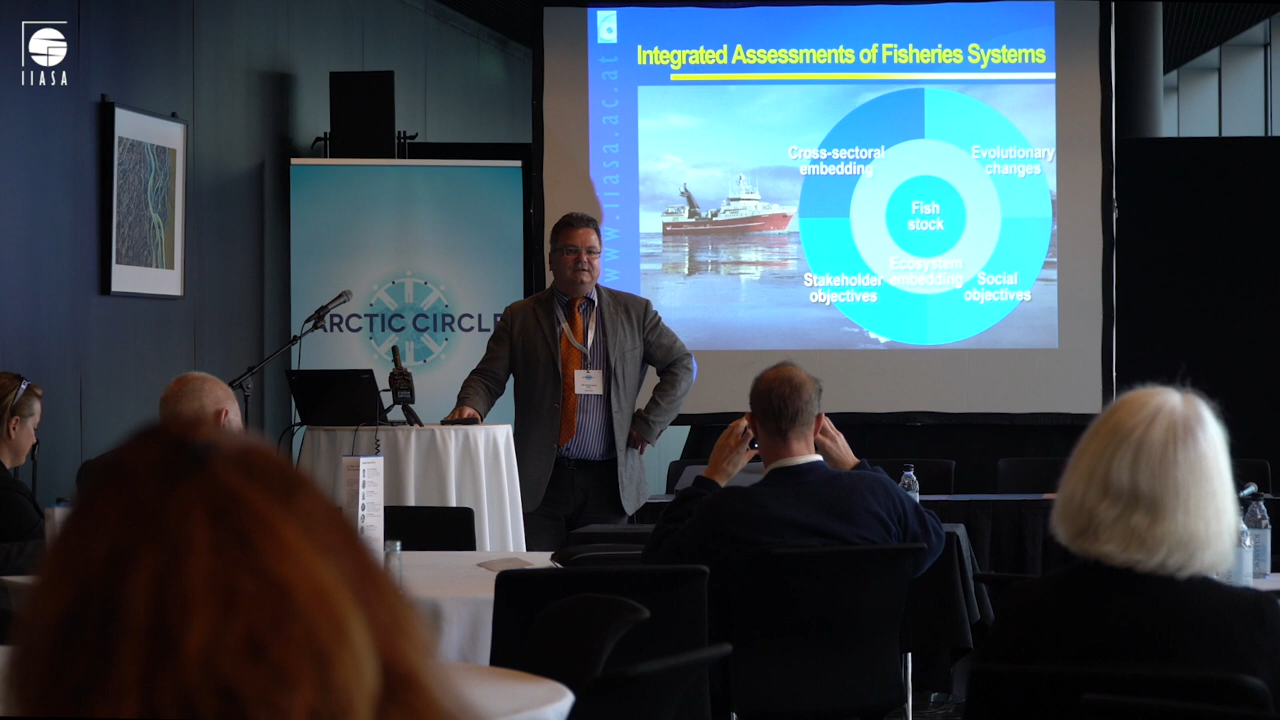 IIASA
www.iiasa.ac.at
Integrated Assessments of Fisheries Systems
Cross-sectoral
embedding
Evolutionary
changes
Fish
stock
Ecosystem
embedding
Stakeholder
objectives
Social
objectives
ARCTIC CIRCLE